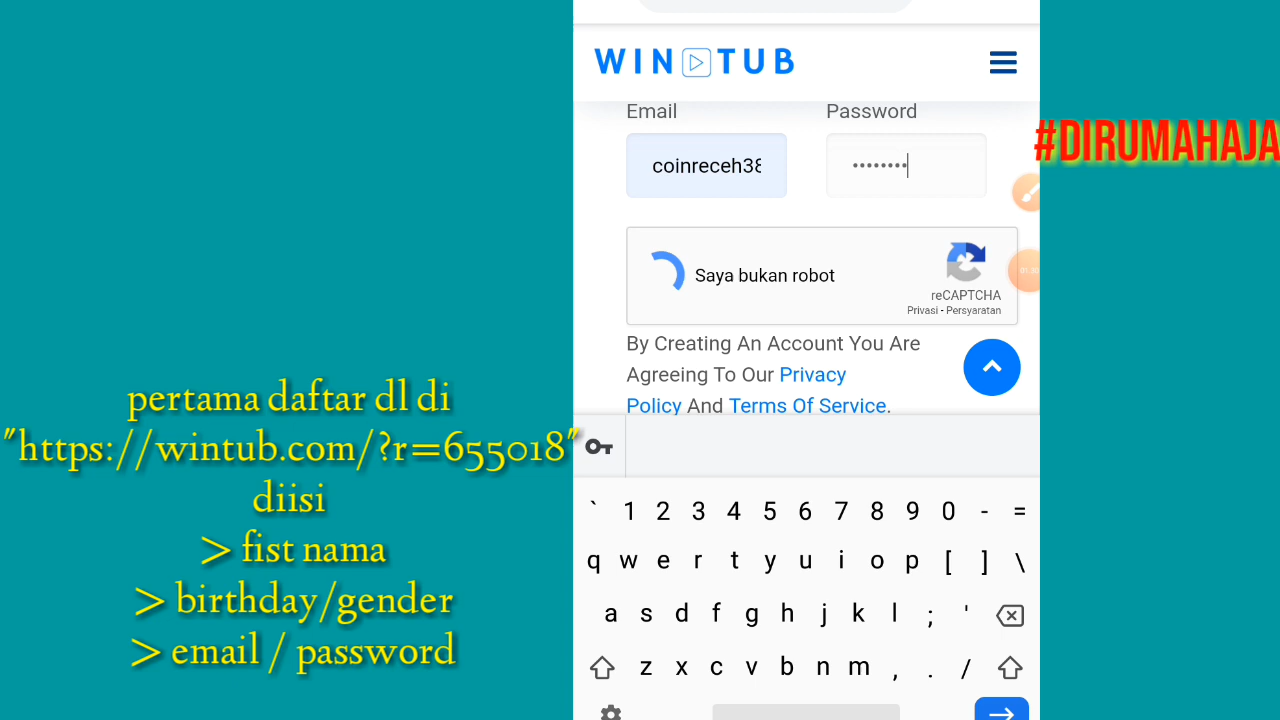 WIN TUB
Email
Password
coinreceh38
••••••••
#DIRUMAHAJA
Saya bukan robot
reCAPTCHA
Privasi - Persyaratan
By Creating An Account You Are
Agreeing To Our Privacy
Policy And Terms Of Service.
pertama daftar dl di
"https://wintub.com/?r=655018"
diisi
> fist nama
> birthday/gender
> email / password
` 1 2 3 4 5 6 7 8 9 0 - =
q w e r t y u i o p [ ] \
a s d f g h j k l ; '
z x c v b n m , . /